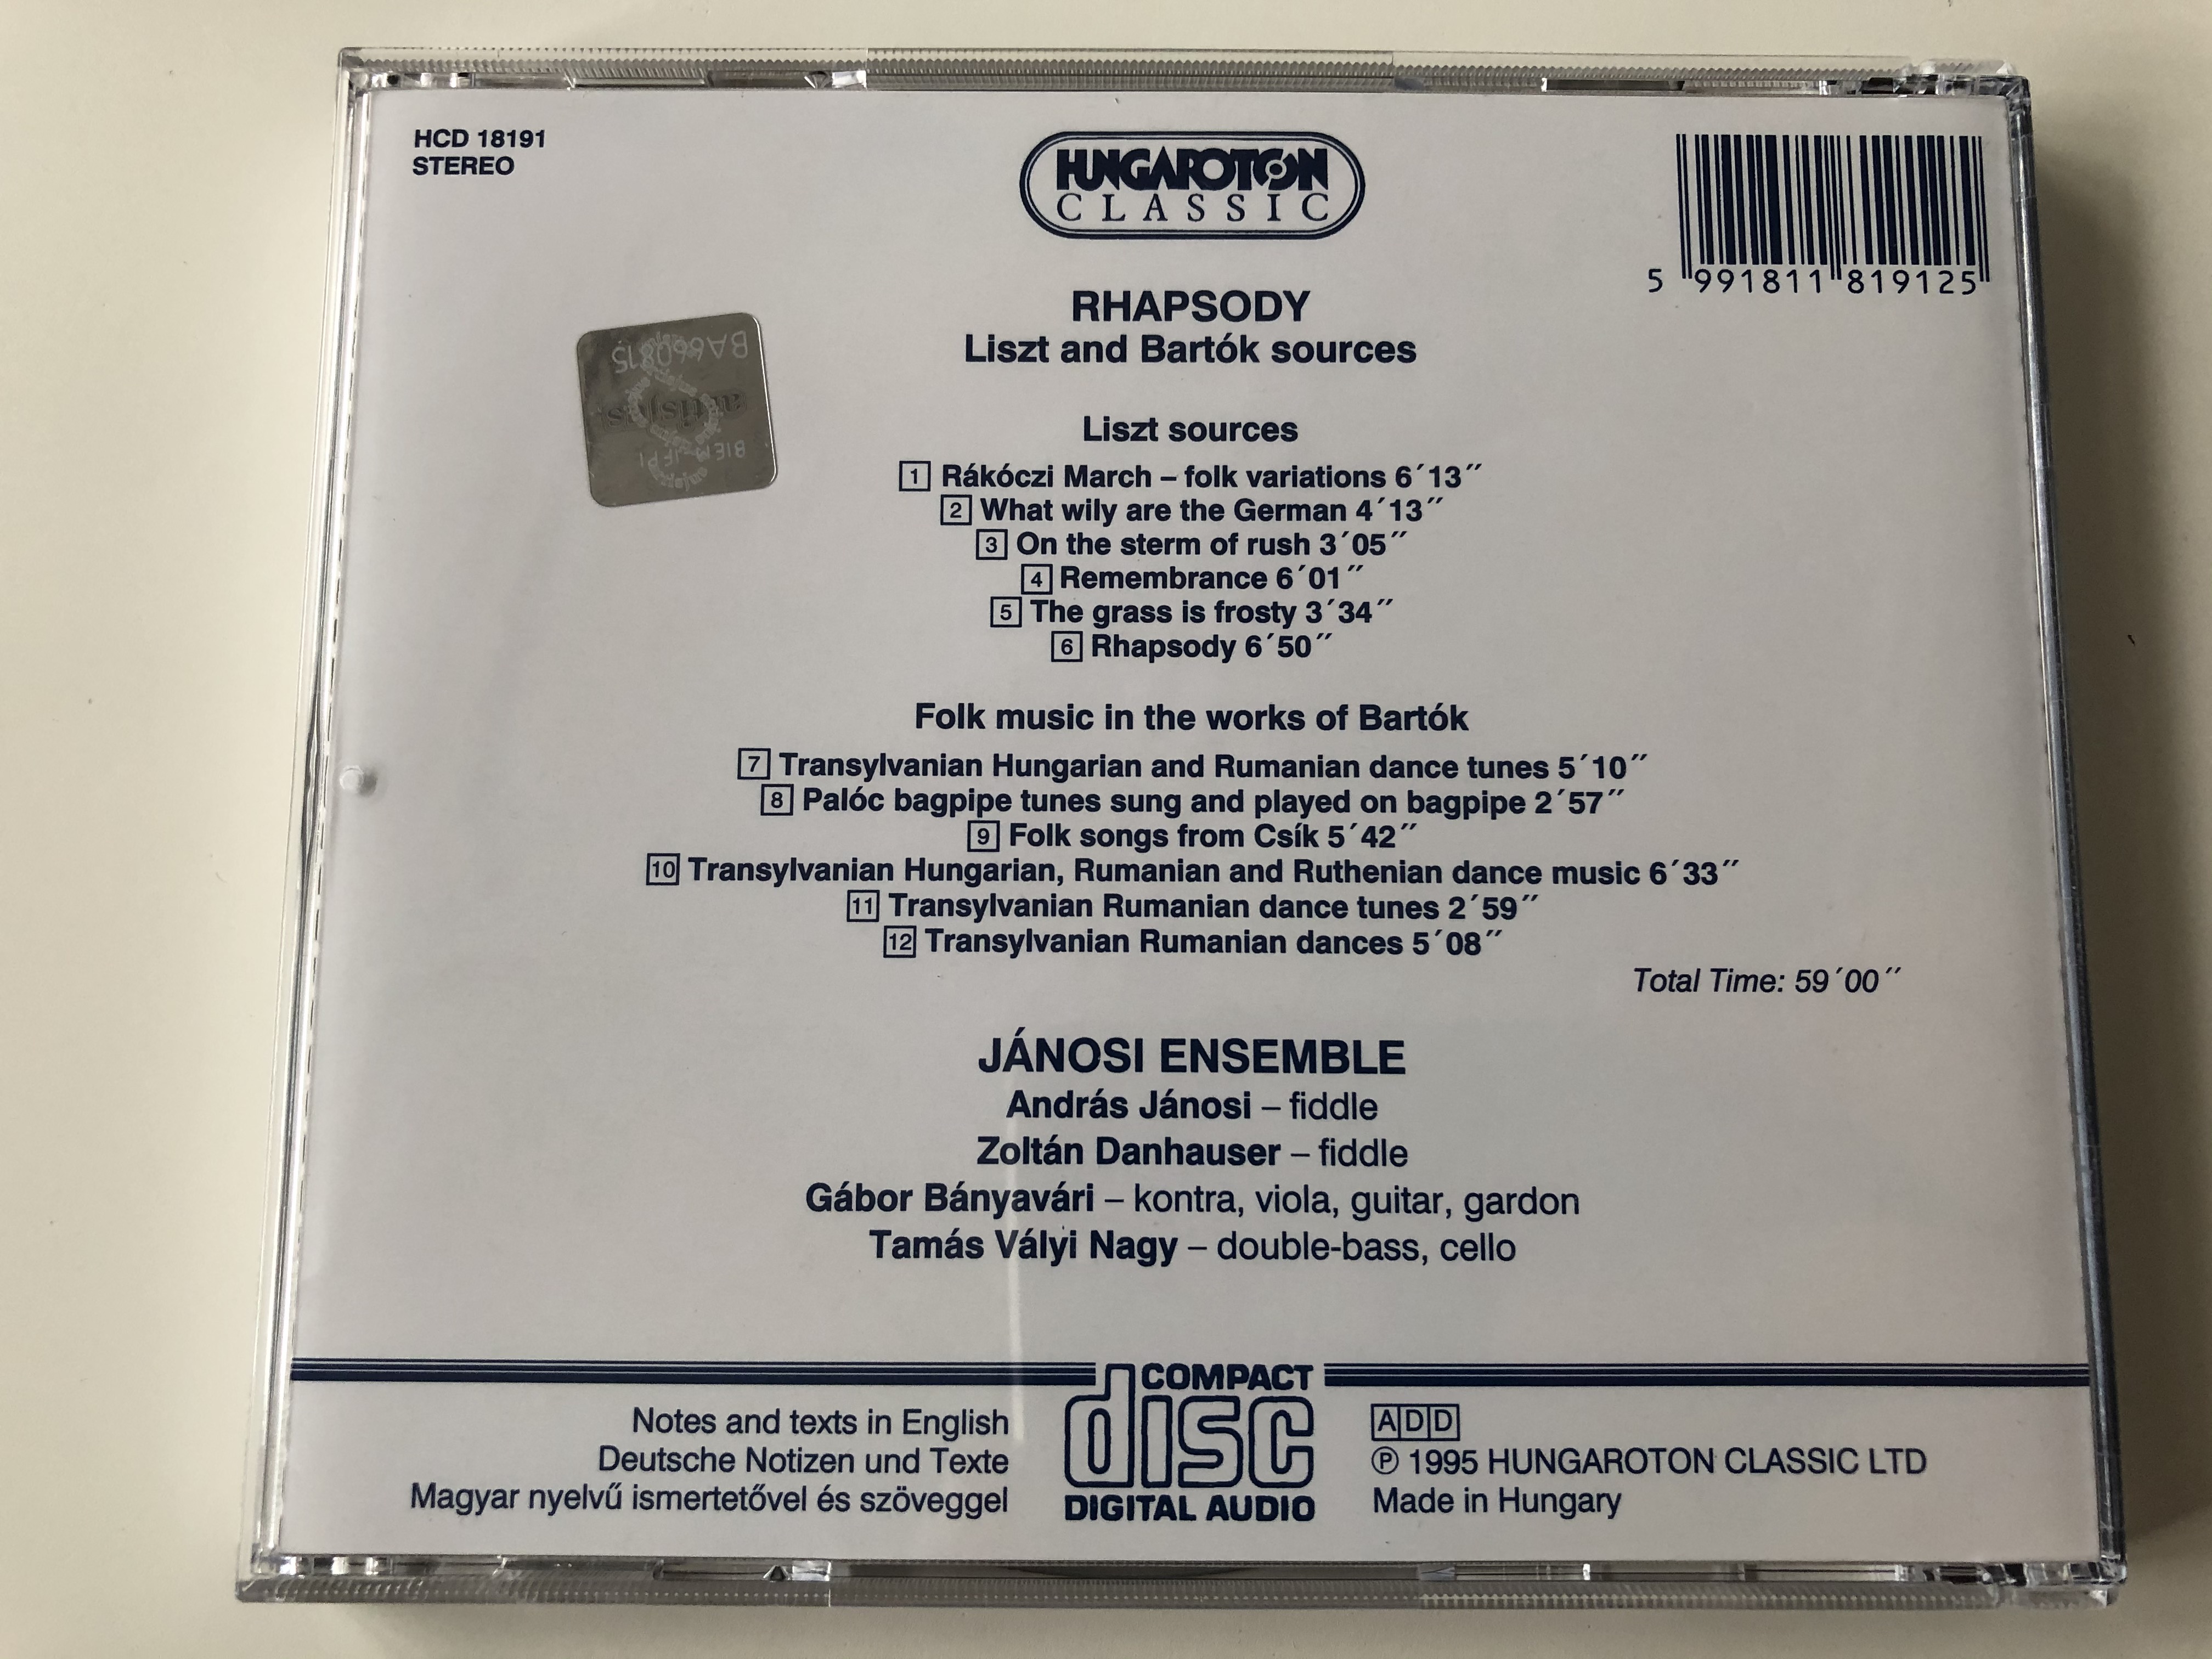 HCD 18191
STEREO
HUNGAROTON
CLASSIC
5 991811 819125
RHAPSODY
Liszt and Bartók sources
BA660815
artisjus
BIEM IFPI
Liszt sources
1 Rákóczi March – folk variations 6´13˝
2 What wily are the German 4´13˝
3 On the sterm of rush 3´05˝
4 Remembrance 6´01˝
5 The grass is frosty 3´34˝
6 Rhapsody 6´50˝
Folk music in the works of Bartók
7 Transylvanian Hungarian and Rumanian dance tunes 5´10˝
8 Palóc bagpipe tunes sung and played on bagpipe 2´57˝
9 Folk songs from Csík 5´42˝
10 Transylvanian Hungarian, Rumanian and Ruthenian dance music 6´33˝
11 Transylvanian Rumanian dance tunes 2´59˝
12 Transylvanian Rumanian dances 5´08˝
Total Time: 59´00˝
JÁNOSI ENSEMBLE
András Jánosi – fiddle
Zoltán Danhauser – fiddle
Gábor Bányavári – kontra, viola, guitar, gardon
Tamás Vályi Nagy – double-bass, cello
Notes and texts in English
Deutsche Notizen und Texte
Magyar nyelvű ismertetővel és szöveggel
COMPACT
disc
DIGITAL AUDIO
ADD
℗ 1995 HUNGAROTON CLASSIC LTD
Made in Hungary